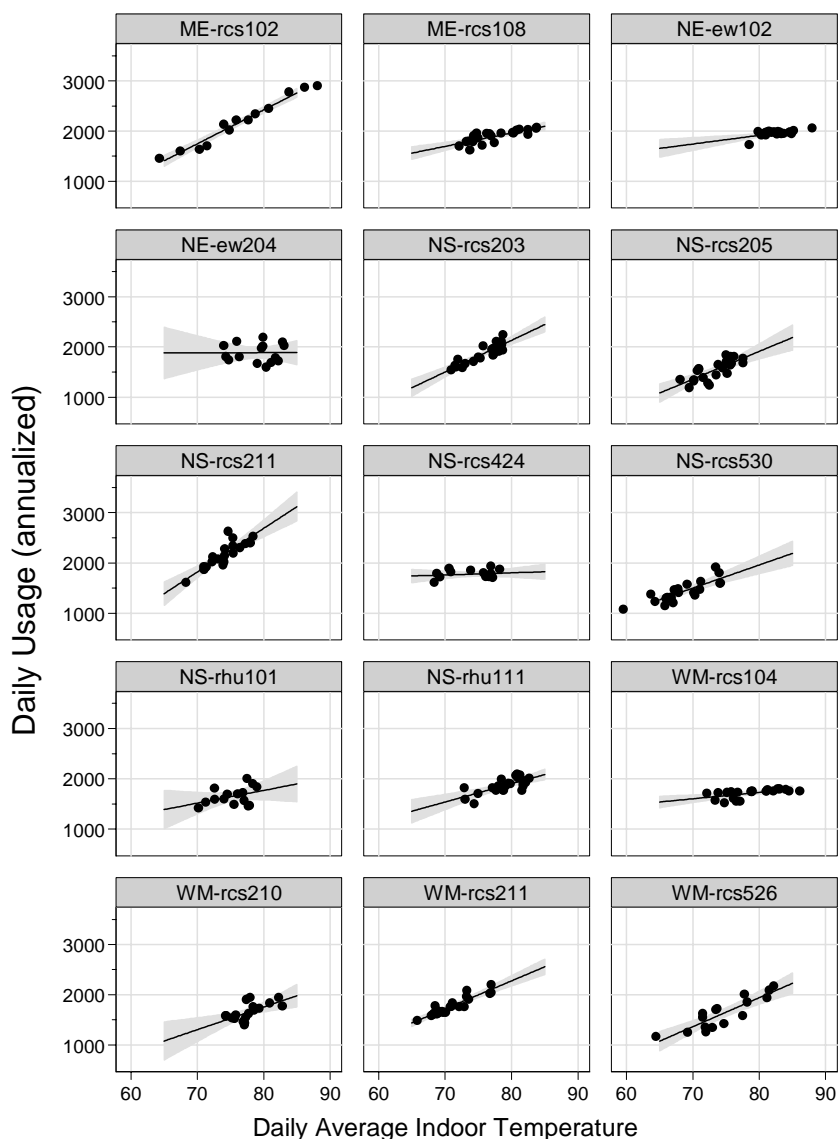 ME-rcs102 ME-rcs108 NE-ew102
3000
2000
1000
NE-ew204 NS-rcs203 NS-rcs205
3000
2000
1000
NS-rcs211 NS-rcs424 NS-rcs530
3000
2000
1000
NS-rhu101 NS-rhu111 WM-rcs104
3000
2000
1000
WM-rcs210 WM-rcs211 WM-rcs526
3000
2000
1000
60 70 80 90 60 70 80 90 60 70 80 90
Daily Average Indoor Temperature
Daily Usage (annualized)